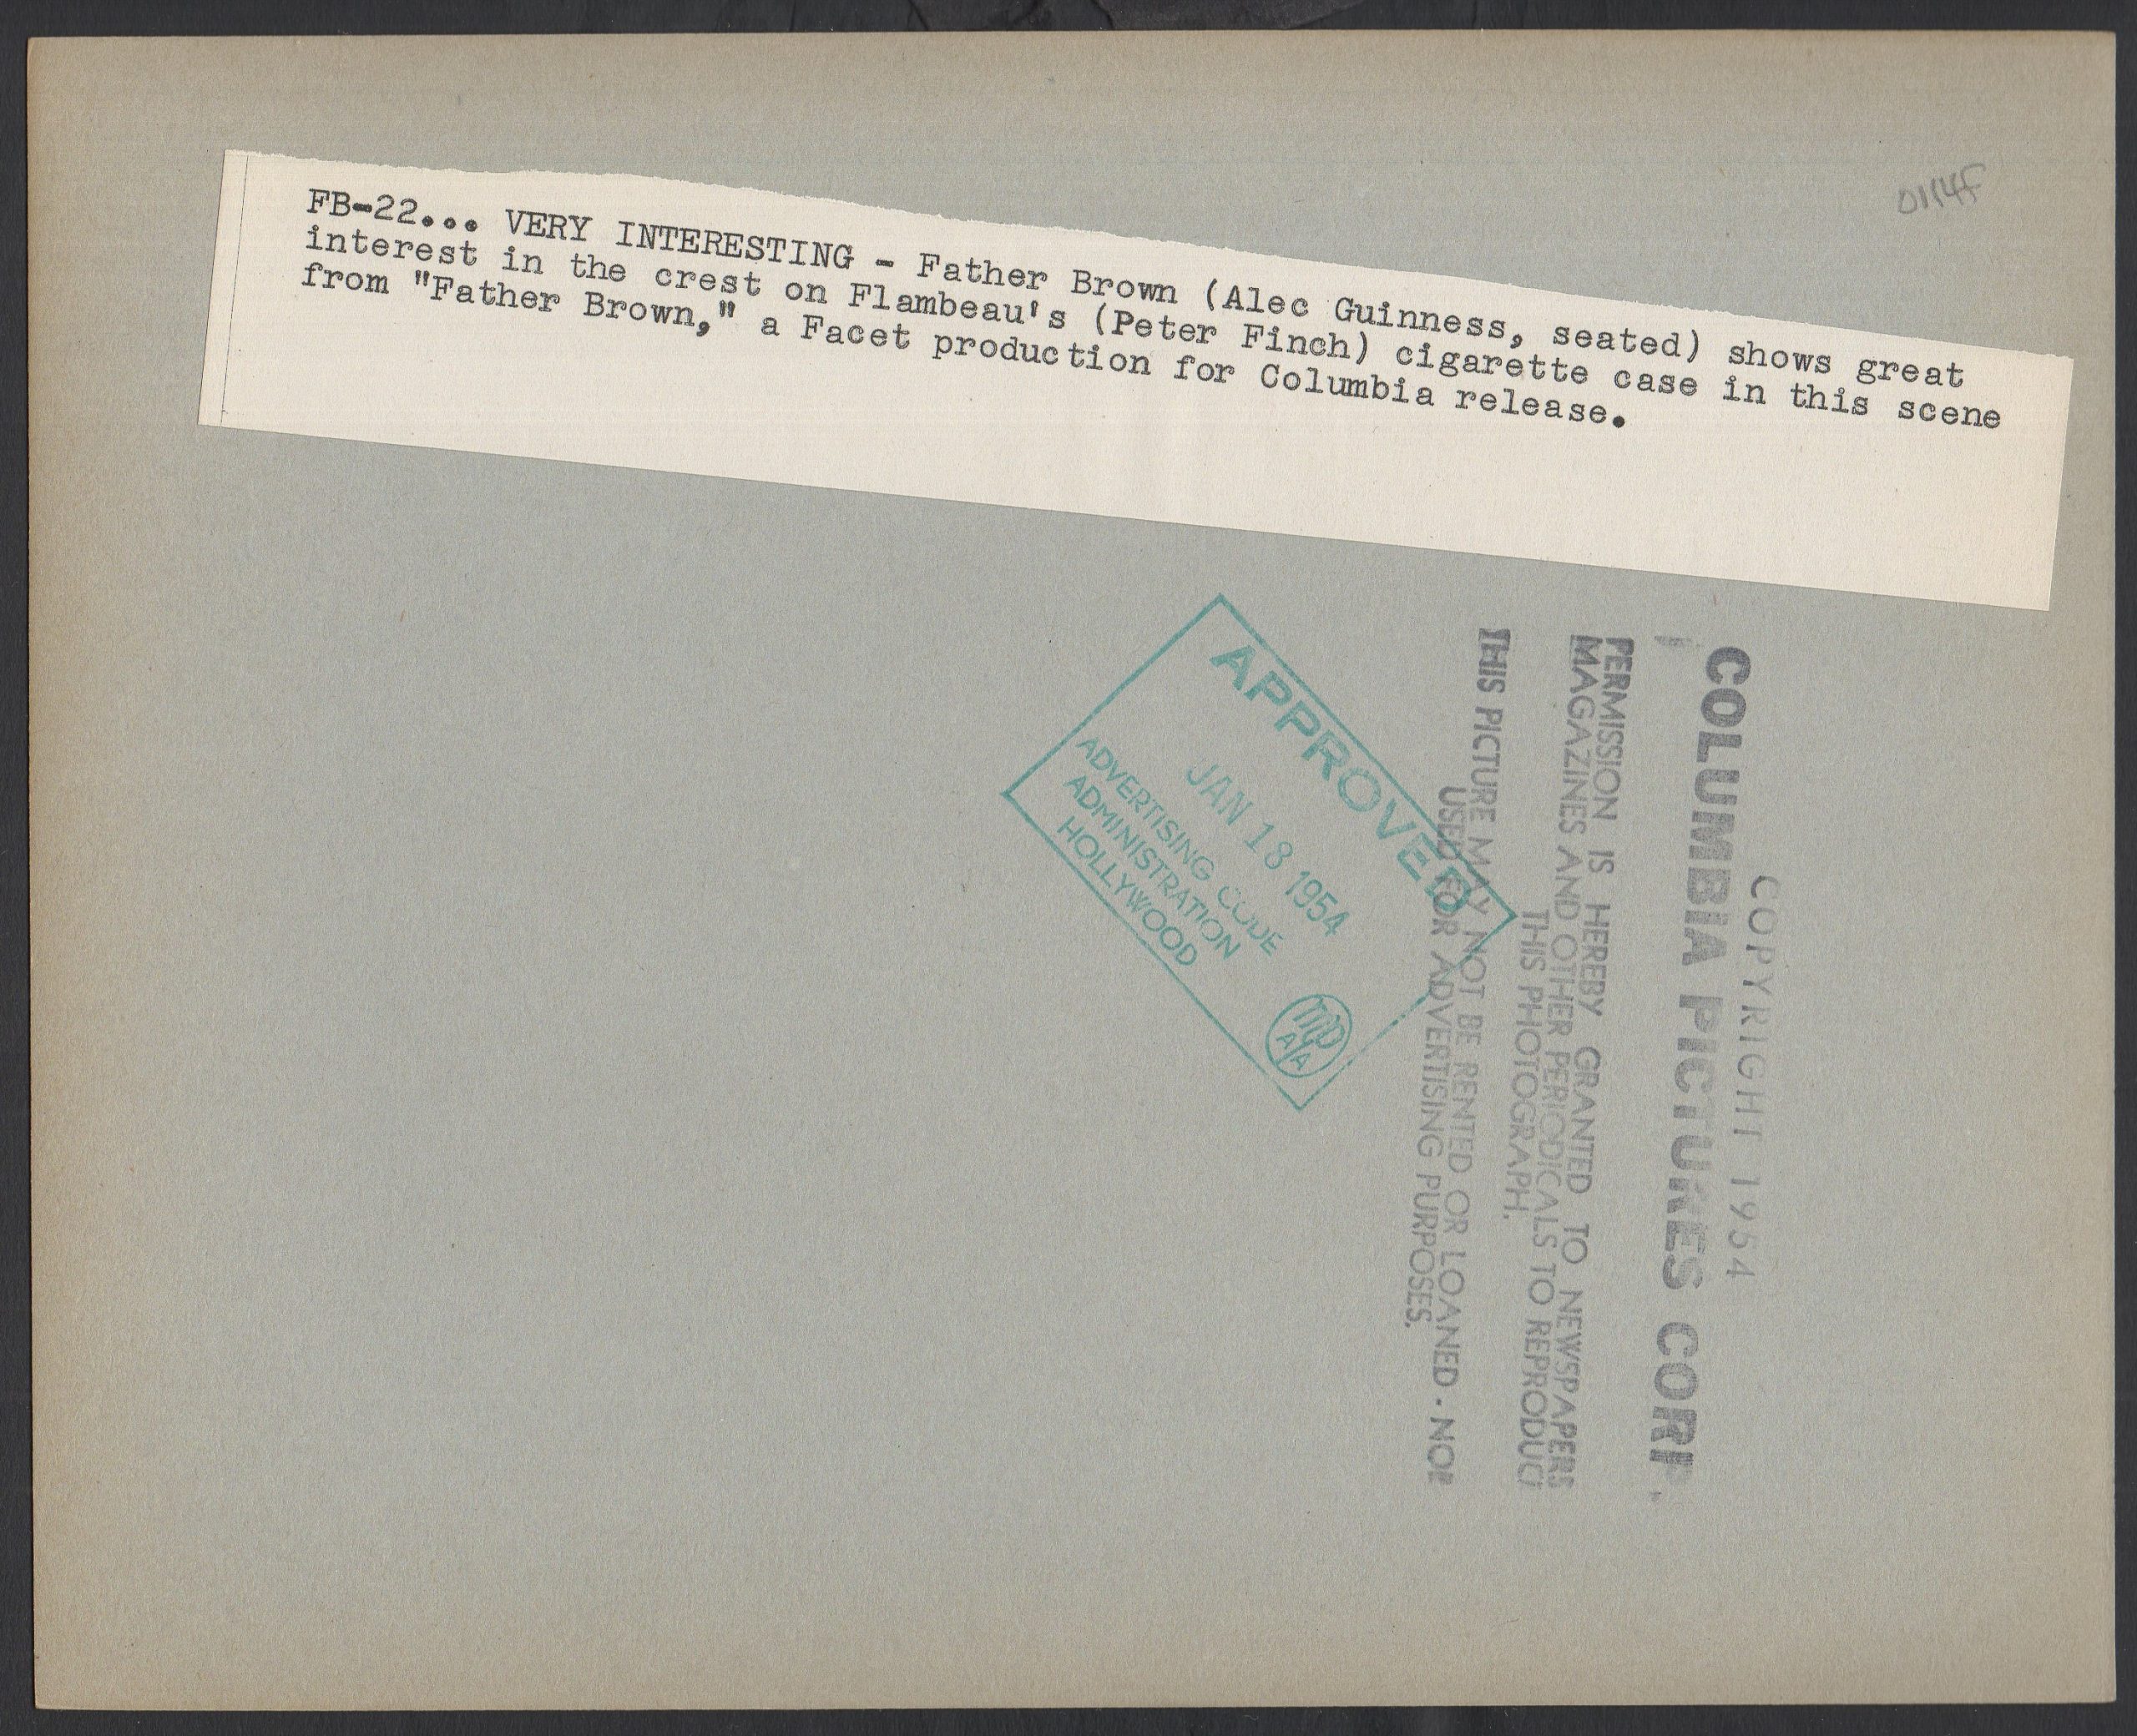 0114f
FB-22... VERY INTERESTING - Father Brown (Alec Guinness, seated) shows great
interest in the crest on Flambeau's (Peter Finch) cigarette case in this scene
from "Father Brown," a Facet production for Columbia release.
APPROVED
JAN 18 1954
ADVERTISING CODE
ADMINISTRATION
HOLLYWOOD
MP
AA
COPYRIGHT 1954
COLUMBIA PICTURES CORP.
PERMISSION IS HEREBY GRANTED TO NEWSPAPERS
MAGAZINES AND OTHER PERIODICALS TO REPRODUCE
THIS PHOTOGRAPH.
THIS PICTURE MAY NOT BE RENTED OR LOANED - NOR
USED FOR ADVERTISING PURPOSES.